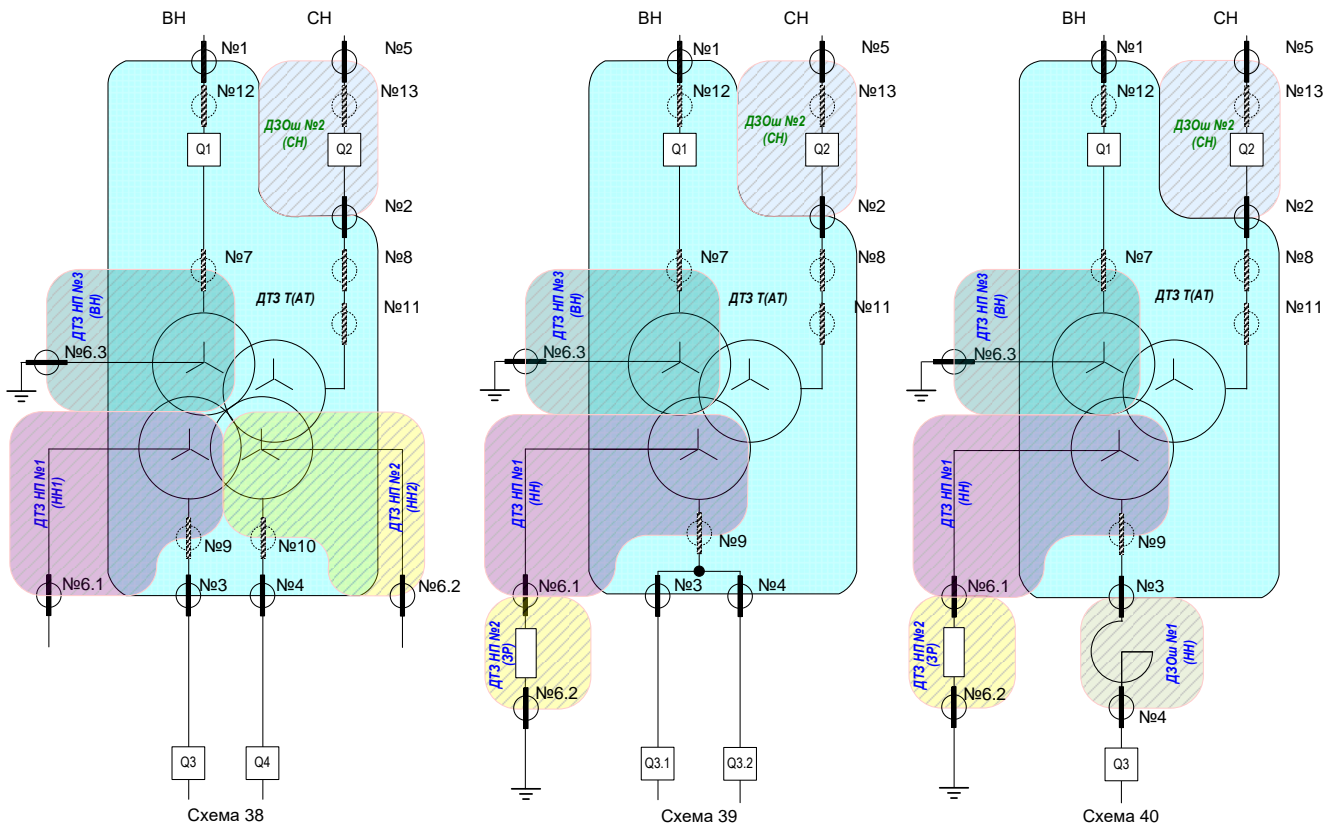 ВН
СН
№1
№5
№12
№13
ДЗОш №2
(СН)
Q1
Q2
№2
№7
№8
ДТЗ НП №3
(ВН)
ДТЗ Т(АТ)
№11
№6.3
ДТЗ НП №1
(НН1)
ДТЗ НП №2
(НН2)
№9
№10
№6.1
№3
№4
№6.2
Q3
Q4
Схема 38
ВН
СН
№1
№5
№12
№13
ДЗОш №2
(СН)
Q1
Q2
№2
№7
№8
ДТЗ НП №3
(ВН)
ДТЗ Т(АТ)
№11
№6.3
ДТЗ НП №1
(НН)
№9
№6.1
№3
№4
ДТЗ НП №2
(ЗР)
№6.2
Q3.1
Q3.2
Схема 39
ВН
СН
№1
№5
№12
№13
ДЗОш №2
(СН)
Q1
Q2
№2
№7
№8
ДТЗ НП №3
(ВН)
ДТЗ Т(АТ)
№11
№6.3
ДТЗ НП №1
(НН)
№9
№6.1
№3
ДТЗ НП №2
(ЗР)
ДЗОш №1
(НН)
№6.2
№4
Q3
Схема 40